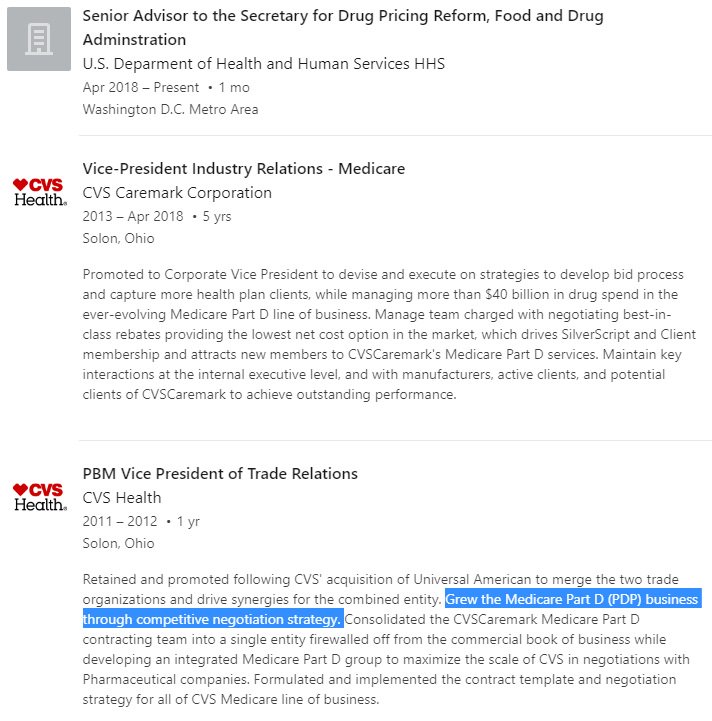 Senior Advisor to the Secretary for Drug Pricing Reform, Food and Drug
Adminstration
U.S. Deparment of Health and Human Services HHS
Apr 2018 – Present • 1 mo
Washington D.C. Metro Area
Vice-President Industry Relations - Medicare
CVS Caremark Corporation
CVS
Health.
2013 – Apr 2018 • 5 yrs
Solon, Ohio
Promoted to Corporate Vice President to devise and execute on strategies to develop bid process
and capture more health plan clients, while managing more than $40 billion in drug spend in the
ever-evolving Medicare Part D line of business. Manage team charged with negotiating best-in-
class rebates providing the lowest net cost option in the market, which drives SilverScript and Client
membership and attracts new members to CVSCaremark's Medicare Part D services. Maintain key
interactions at the internal executive level, and with manufacturers, active clients, and potential
clients of CVSCaremark to achieve outstanding performance.
PBM Vice President of Trade Relations
CVS Health
CVS
Health.
2011 – 2012 • 1 yr
Solon, Ohio
Retained and promoted following CVS' acquisition of Universal American to merge the two trade
organizations and drive synergies for the combined entity. Grew the Medicare Part D (PDP) business
through competitive negotiation strategy. Consolidated the CVSCaremark Medicare Part D
contracting team into a single entity firewalled off from the commercial book of business while
developing an integrated Medicare Part D group to maximize the scale of CVS in negotiations with
Pharmaceutical companies. Formulated and implemented the contract template and negotiation
strategy for all of CVS Medicare line of business.